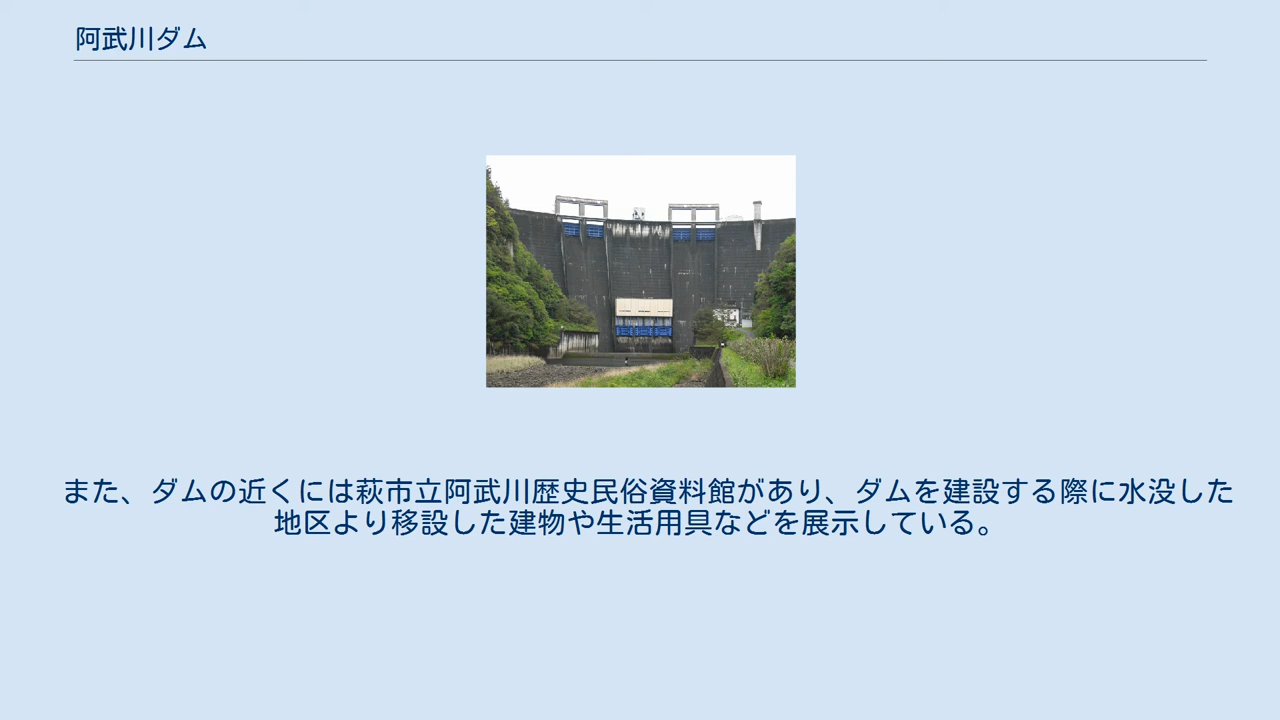 阿武川ダム
また、ダムの近くには萩市立阿武川歴史民俗資料館があり、ダムを建設する際に水没した
地区より移設した建物や生活用具などを展示している。